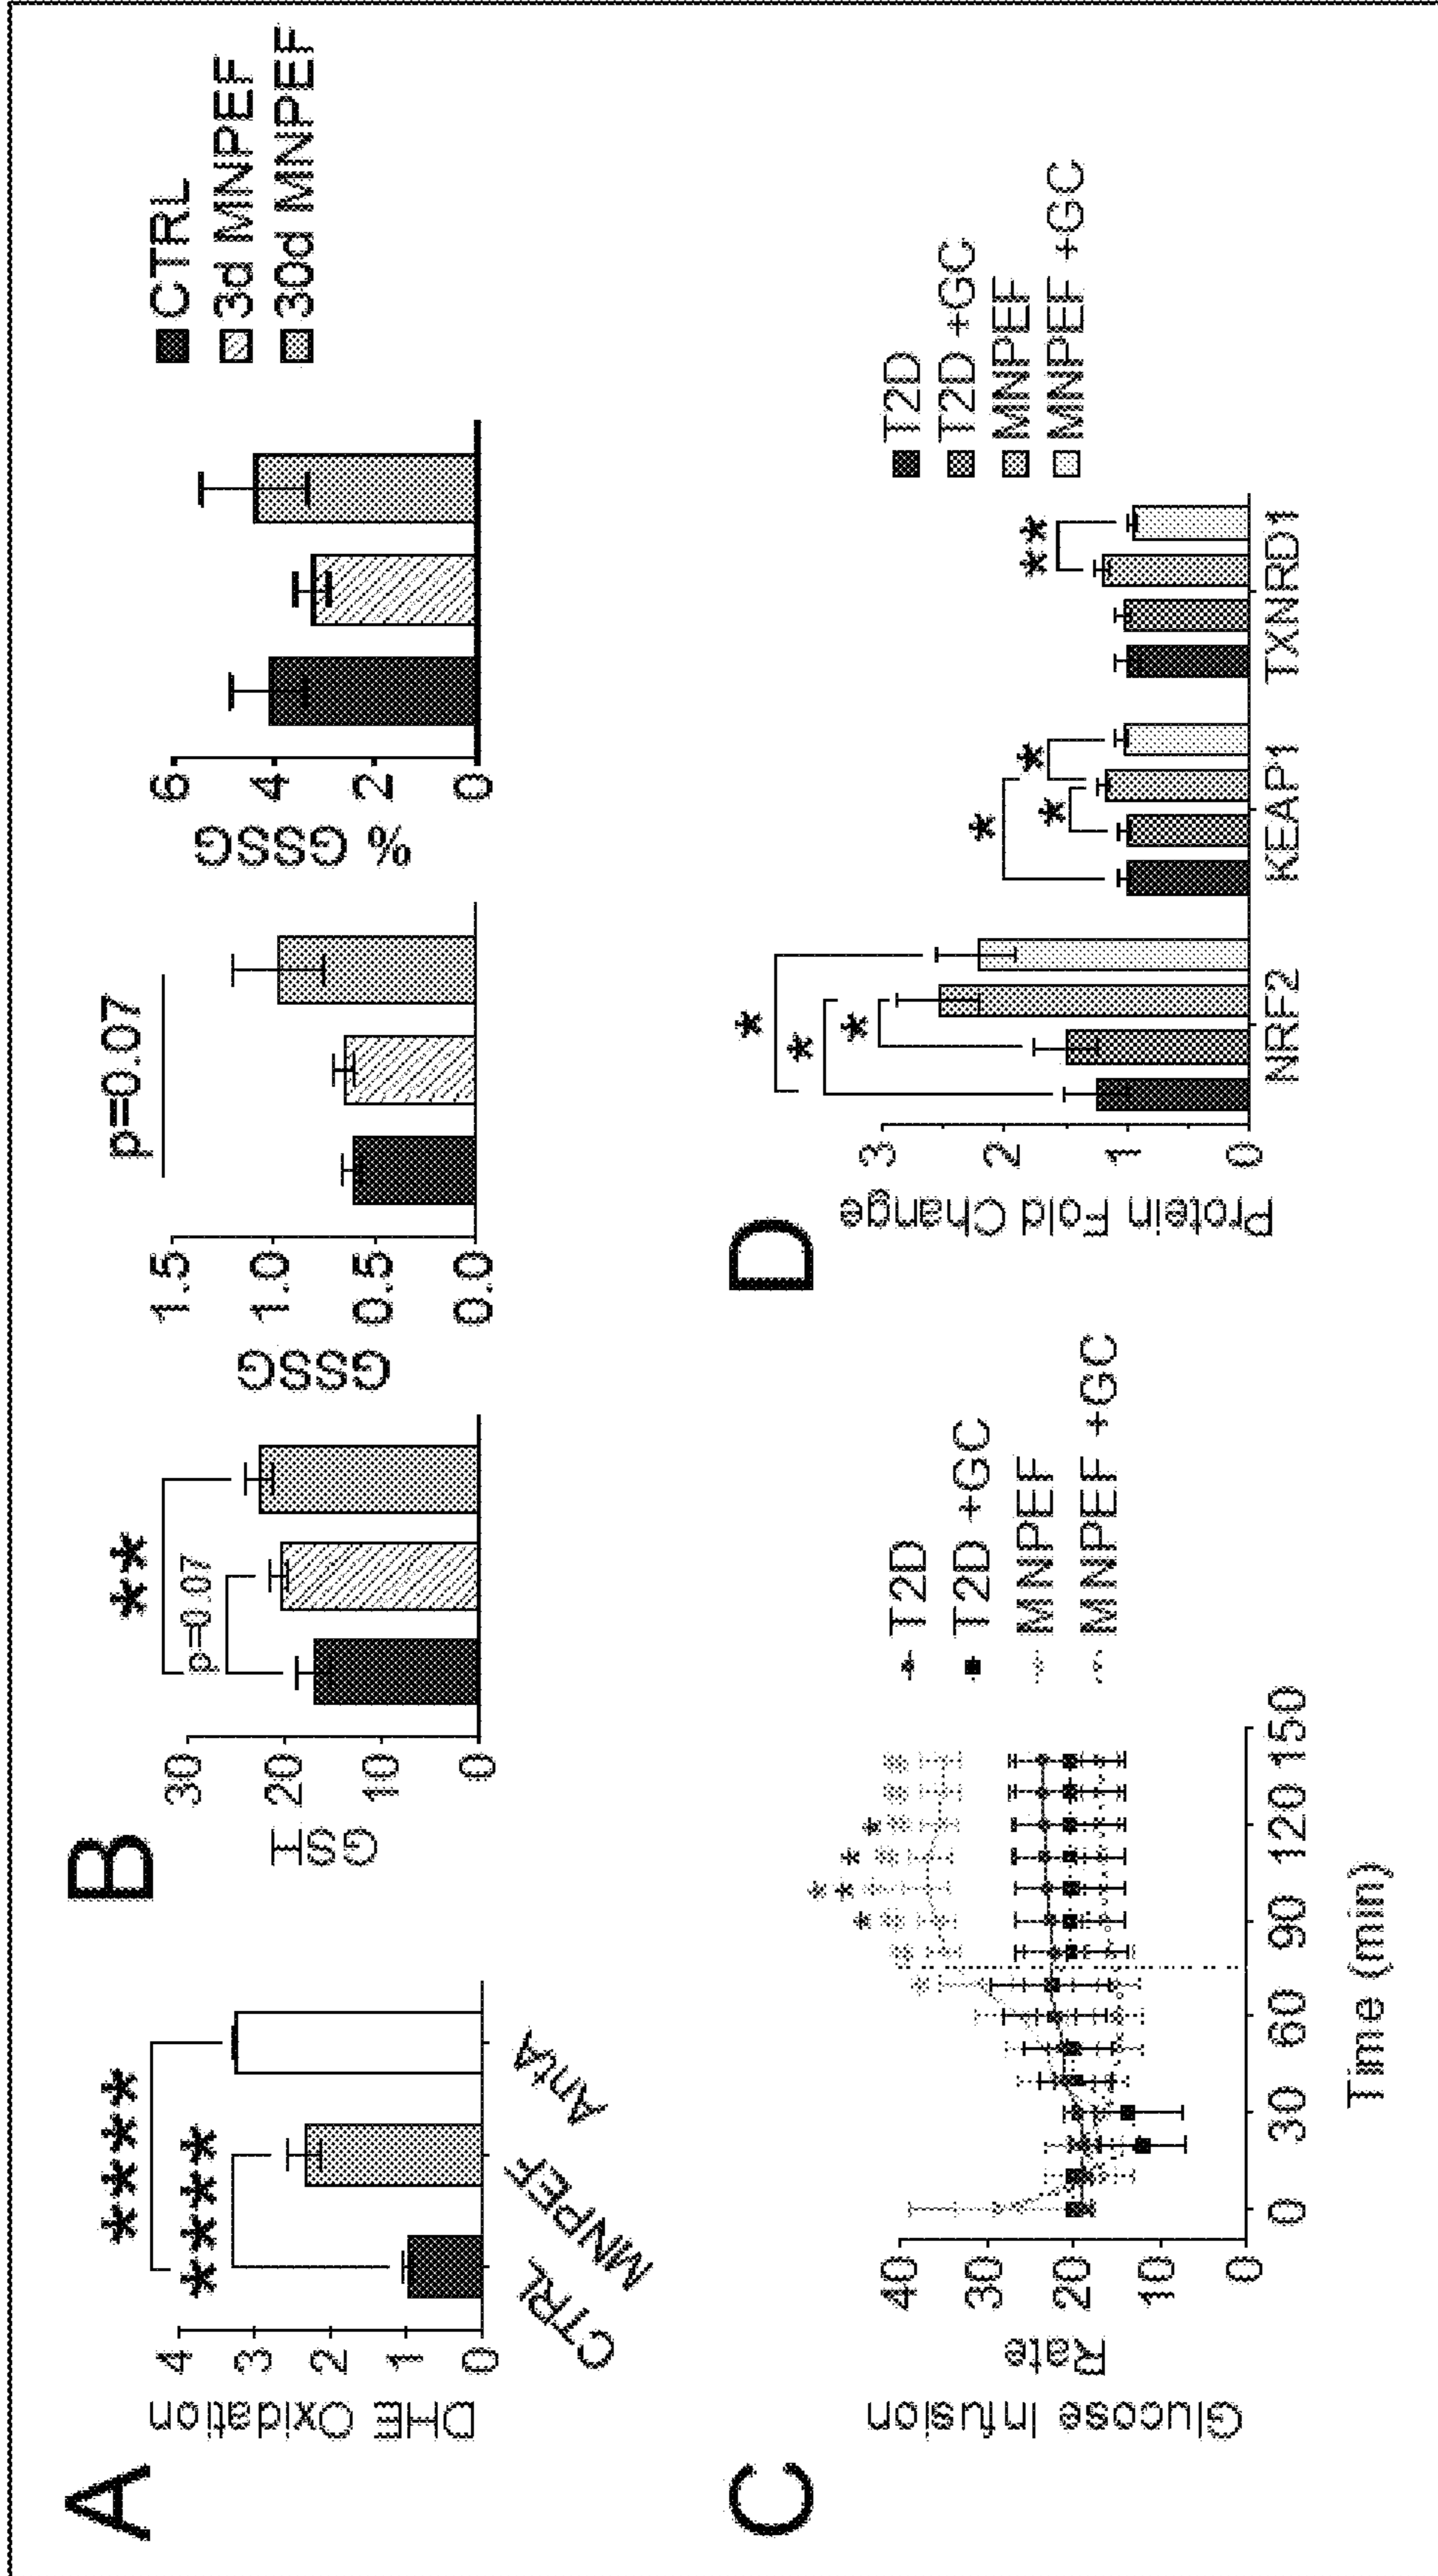 A
DHE Oxidation
4
3
2
1
0
****
****
CTRL
MNPEF
AntA
B
GSH
30
20
10
0
**
p=0.07
GSSG
1.5
1.0
0.5
0.0
p=0.07
% GSSG
6
4
2
0
CTRL
3d MNPEF
30d MNPEF
C
Glucose Infusion
Rate
40
30
20
10
0
0 30 60 90 120 150
Time (min)
T2D
T2D +GC
MNPEF
MNPEF +GC
D
Protein Fold Change
3
2
1
0
*
*
*
*
*
*
**
NRF2 KEAP1 TXNRD1
T2D
T2D +GC
MNPEF
MNPEF +GC